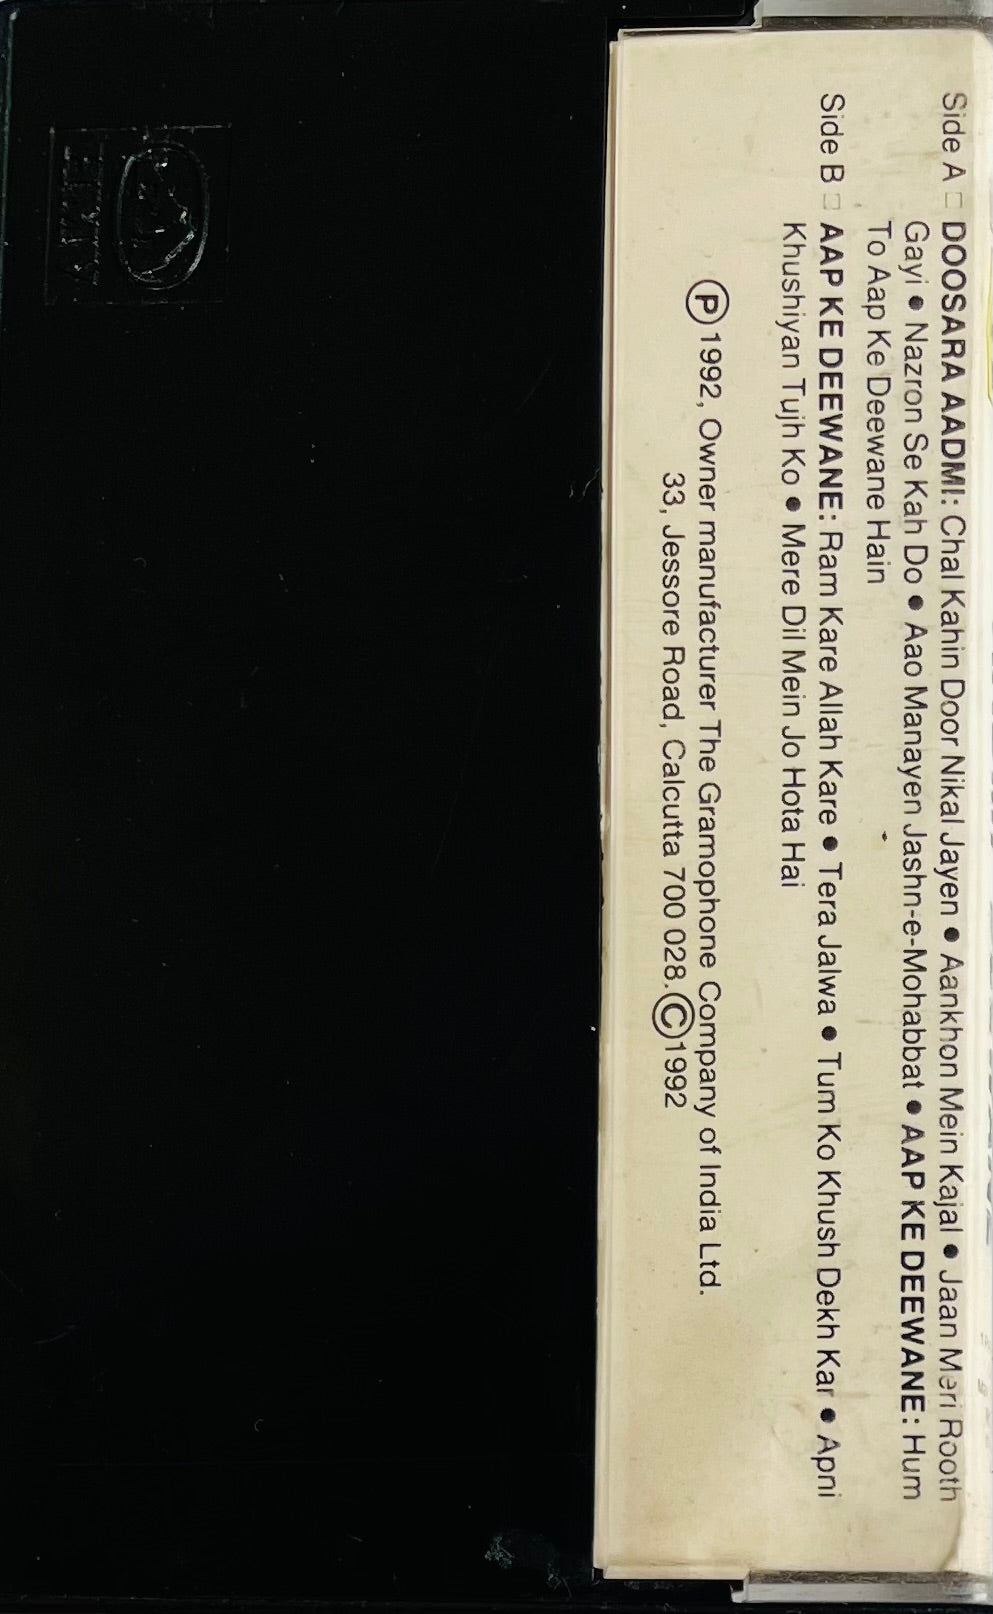 Side A □ DOOSARA AADMI: Chal Kahin Door Nikal Jayen ● Aankhon Mein Kajal ● Jaan Meri Rooth
Gayi ● Nazron Se Kah Do ● Aao Manayen Jashn-e-Mohabbat ● AAP KE DEEWANE: Hum
To Aap Ke Deewane Hain
Side B □ AAP KE DEEWANE: Ram Kare Allah Kare ● Tera Jalwa ● Tum Ko Khush Dekh Kar ● Apni
Khushiyan Tujh Ko ● Mere Dil Mein Jo Hota Hai
Ⓟ 1992, Owner manufacturer The Gramophone Company of India Ltd.
33, Jessore Road, Calcutta 700 028. © 1992